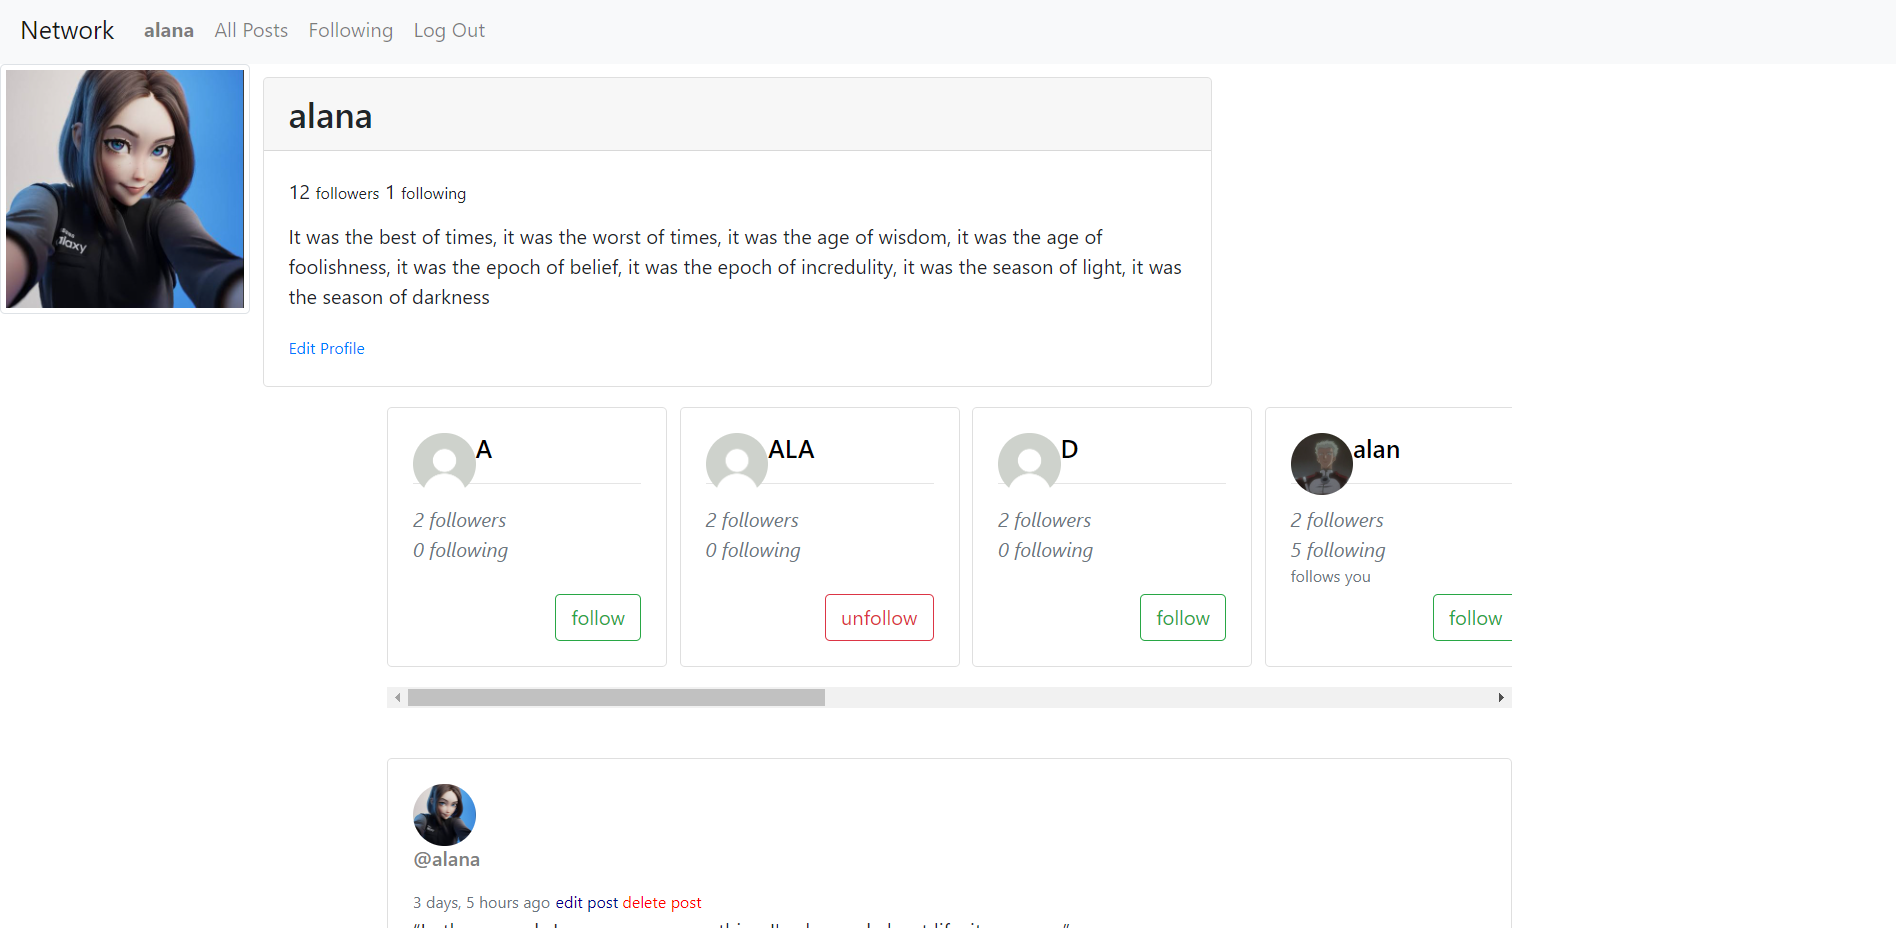 Network alana All Posts Following Log Out
alana
12 followers 1 following
It was the best of times, it was the worst of times, it was the age of wisdom, it was the age of
foolishness, it was the epoch of belief, it was the epoch of incredulity, it was the season of light, it was
the season of darkness
Edit Profile
A
2 followers
0 following
follow
ALA
2 followers
0 following
unfollow
D
2 followers
0 following
follow
alan
2 followers
5 following
follows you
follow
@alana
3 days, 5 hours ago edit post delete post